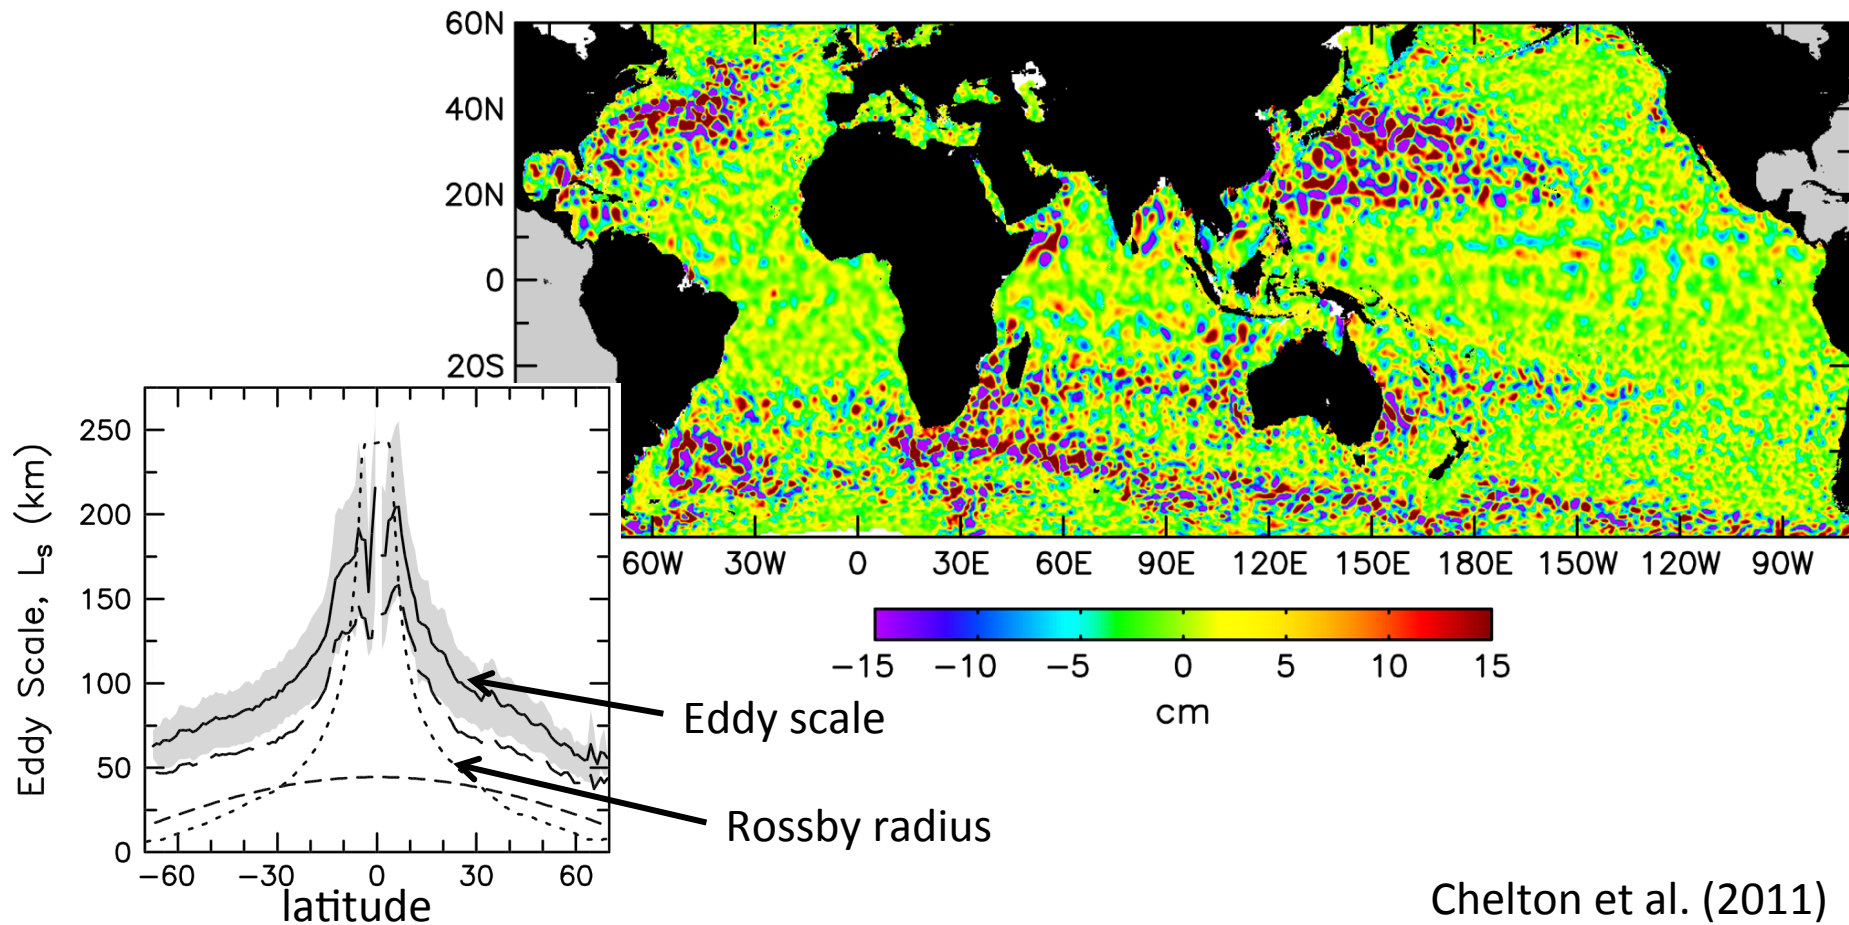 60N
40N
20N
0
20S
60W 30W 0 30E 60E 90E 120E 150E 180E 150W 120W 90W
−15 −10 −5 0 5 10 15
cm
Eddy Scale, Ls (km)
250
200
150
100
50
0
−60 −30 0 30 60
latitude
Eddy scale
Rossby radius
Chelton et al. (2011)